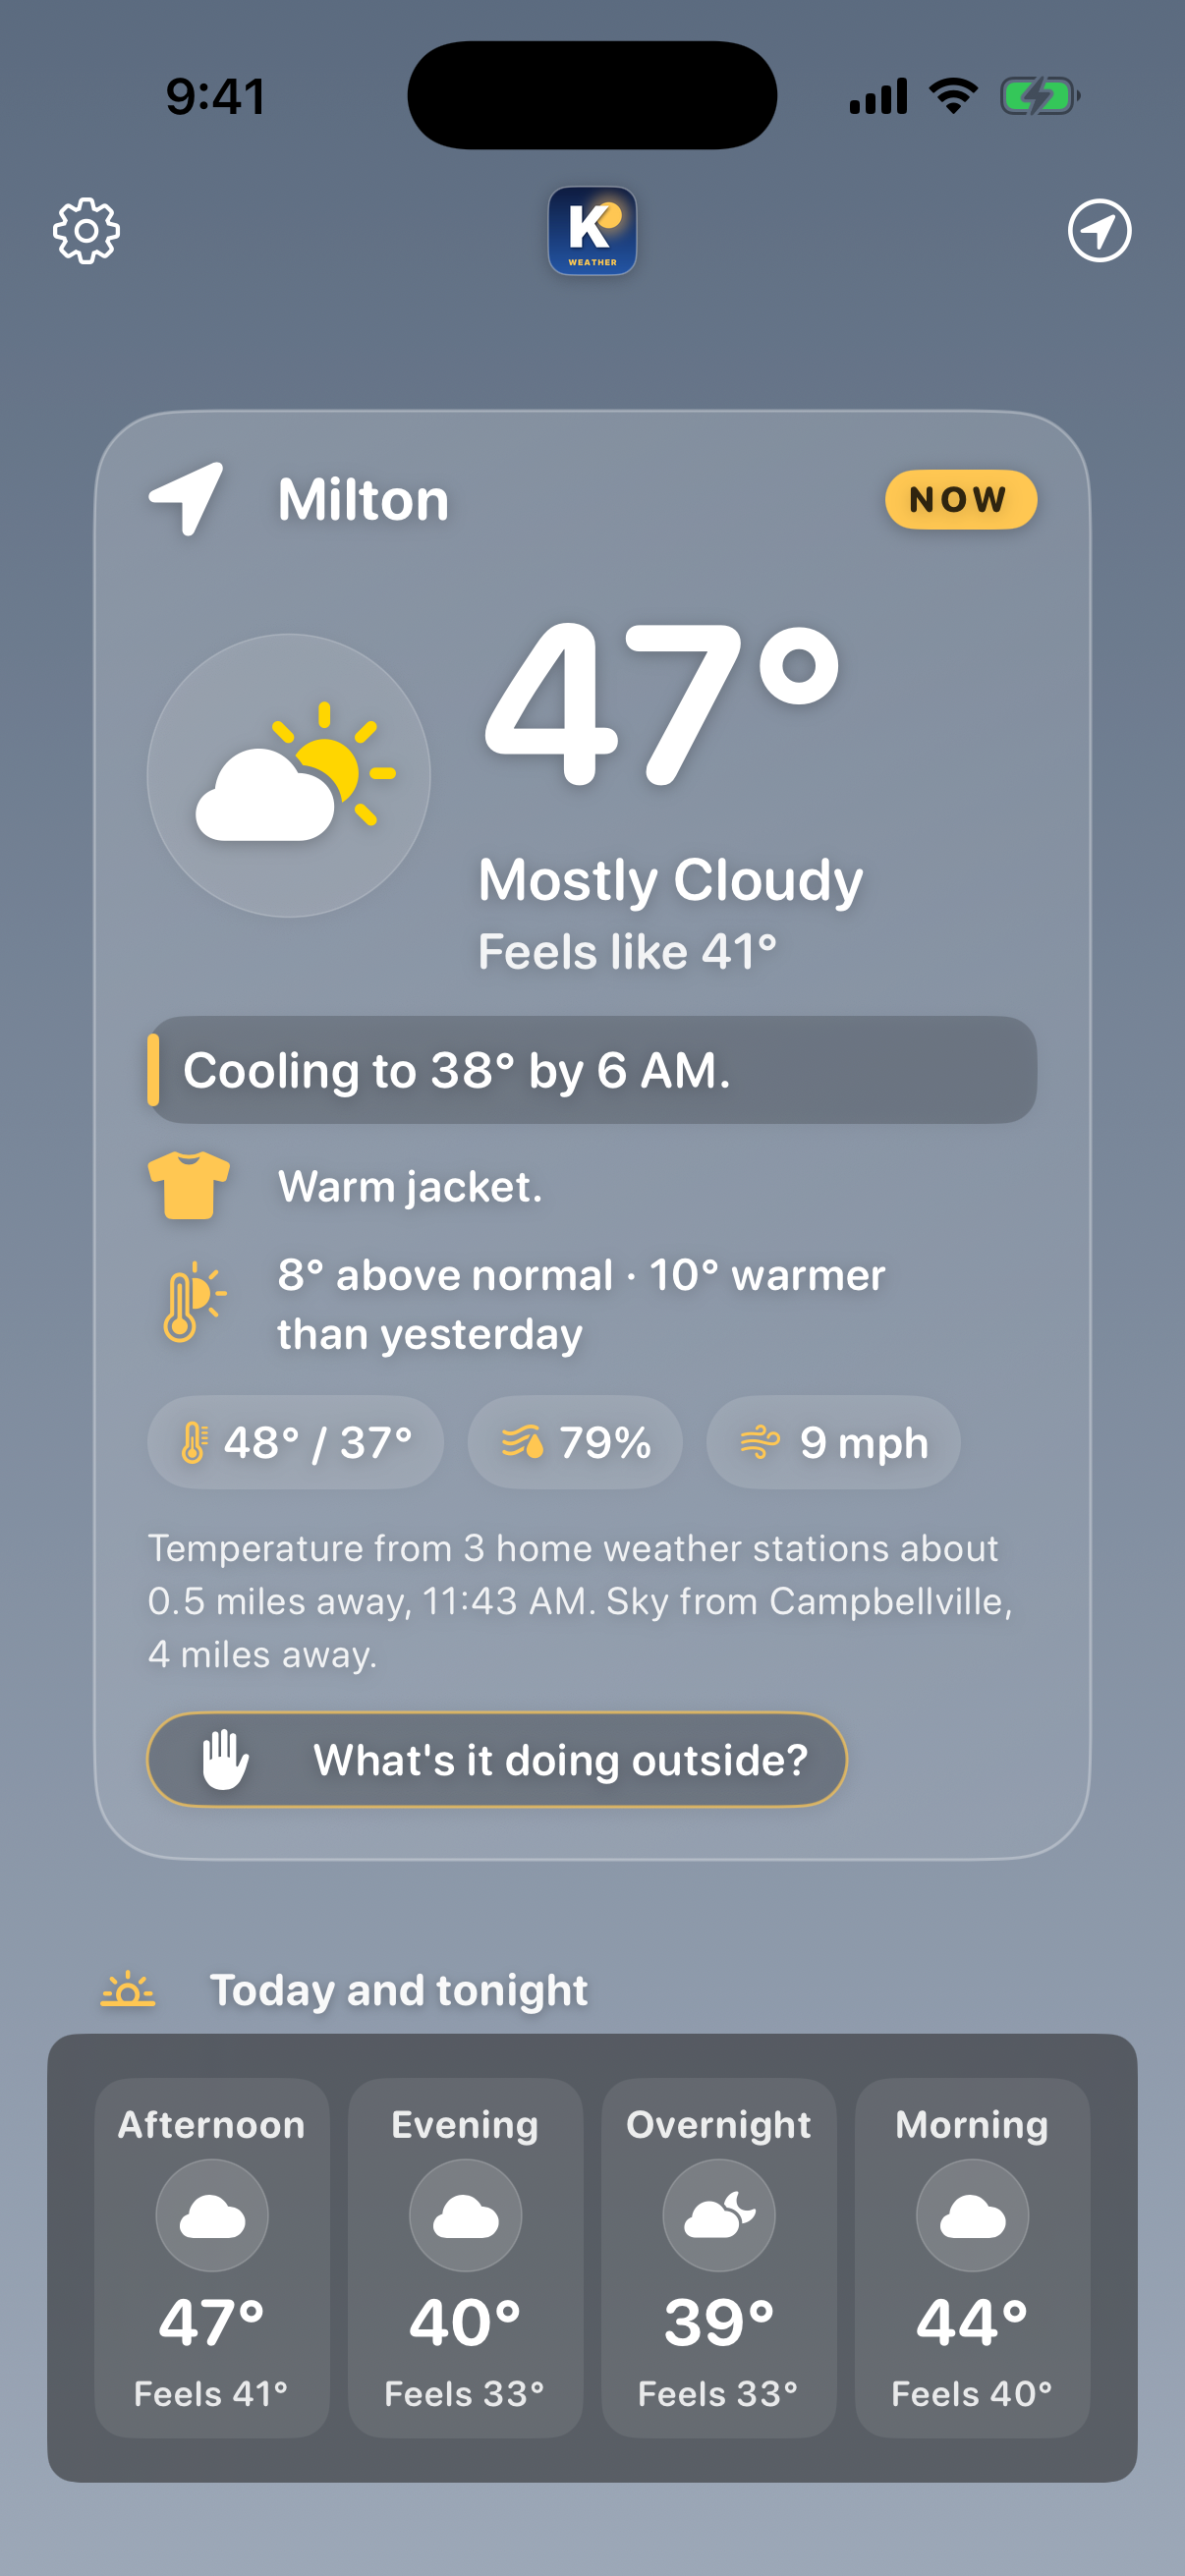 9:41
K
WEATHER
Milton
NOW
47°
Mostly Cloudy
Feels like 41°
Cooling to 38° by 6 AM.
Warm jacket.
8° above normal · 10° warmer
than yesterday
48° / 37°
79%
9 mph
Temperature from 3 home weather stations about
0.5 miles away, 11:43 AM. Sky from Campbellville,
4 miles away.
What's it doing outside?
Today and tonight
Afternoon
47°
Feels 41°
Evening
40°
Feels 33°
Overnight
39°
Feels 33°
Morning
44°
Feels 40°